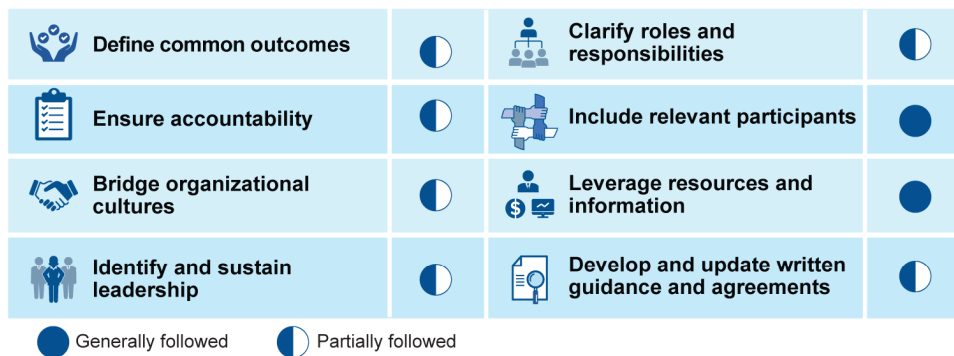 Define common outcomes
Clarify roles and
responsibilities
Ensure accountability
Include relevant participants
Bridge organizational
cultures
Leverage resources and
information
$
Identify and sustain
leadership
Develop and update written
guidance and agreements
Generally followed
Partially followed